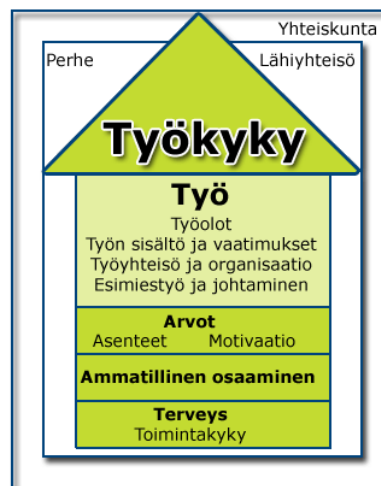 Yhteiskunta
Perhe Lähiyhteisö
Työkyky
Työ
Työolot
Työn sisältö ja vaatimukset
Työyhteisö ja organisaatio
Esimiestyö ja johtaminen
Arvot
Asenteet Motivaatio
Ammatillinen osaaminen
Terveys
Toimintakyky